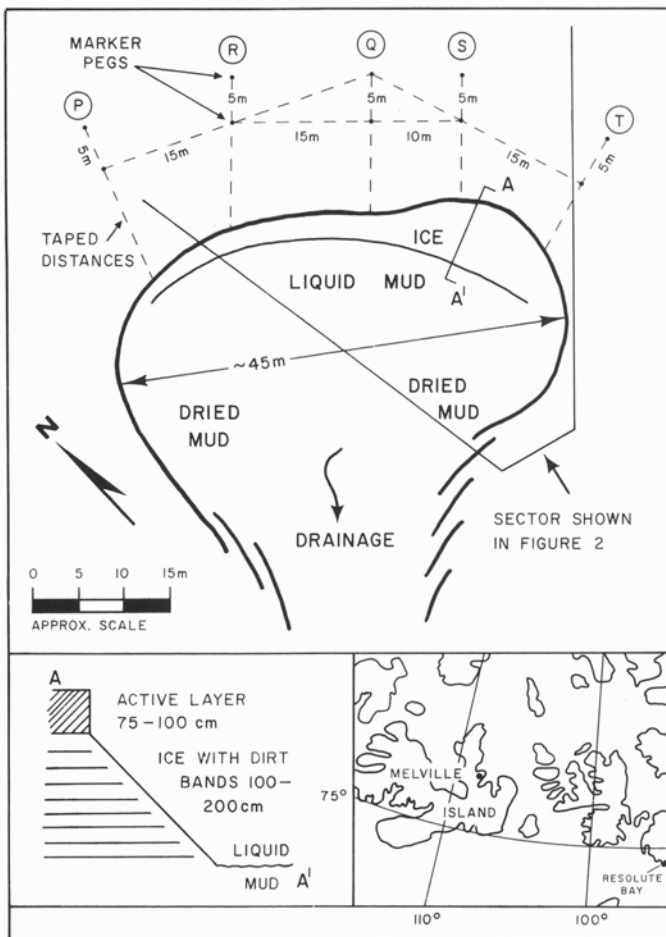 MARKER
PEGS
R
Q
S
P
T
5m
5m
5m
5m
5m
15m
15m
10m
15m
TAPED
DISTANCES
A
ICE
LIQUID MUD
A'
~45m
DRIED
MUD
DRIED
MUD
N
DRAINAGE
SECTOR SHOWN
IN FIGURE 2
0 5 10 15m
APPROX. SCALE
A
ACTIVE LAYER
75-100 cm
ICE WITH DIRT
BANDS 100-
200cm
LIQUID
MUD A'
MELVILLE
ISLAND
75°
RESOLUTE
BAY
110° 100°